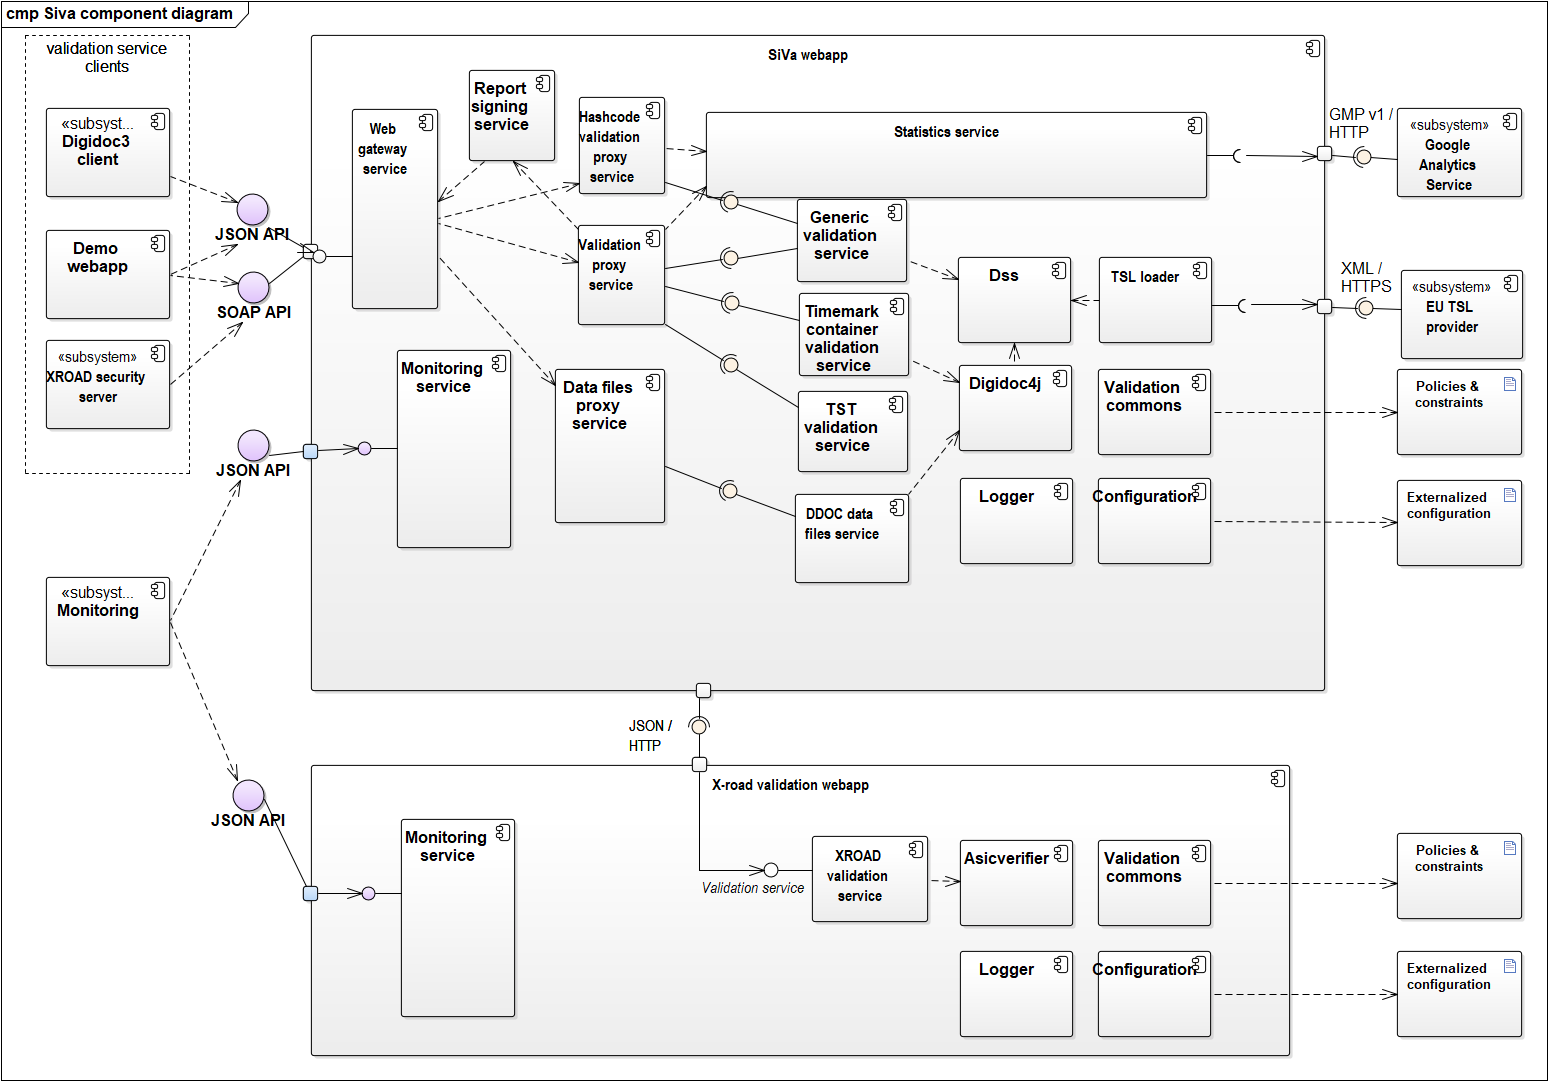 cmp Siva component diagram
validation service
clients
«subsyst...
Digidoc3
client
Demo
webapp
«subsystem»
XROAD security
server
JSON API
SOAP API
JSON API
«subsyst...
Monitoring
JSON API
SiVa webapp
Web
gateway
service
Report
signing
service
Hashcode
validation
proxy
service
Statistics service
Validation
proxy
service
Generic
validation
service
Timemark
container
validation
service
TST
validation
service
Dss
TSL loader
Monitoring
service
Data files
proxy
service
Digidoc4j
Validation
commons
DDOC data
files service
Logger
Configuration
GMP v1 /
HTTP
«subsystem»
Google
Analytics
Service
XML /
HTTPS
«subsystem»
EU TSL
provider
Policies &
constraints
Externalized
configuration
JSON /
HTTP
X-road validation webapp
Monitoring
service
Validation service
XROAD
validation
service
Asicverifier
Validation
commons
Logger
Configuration
Policies &
constraints
Externalized
configuration